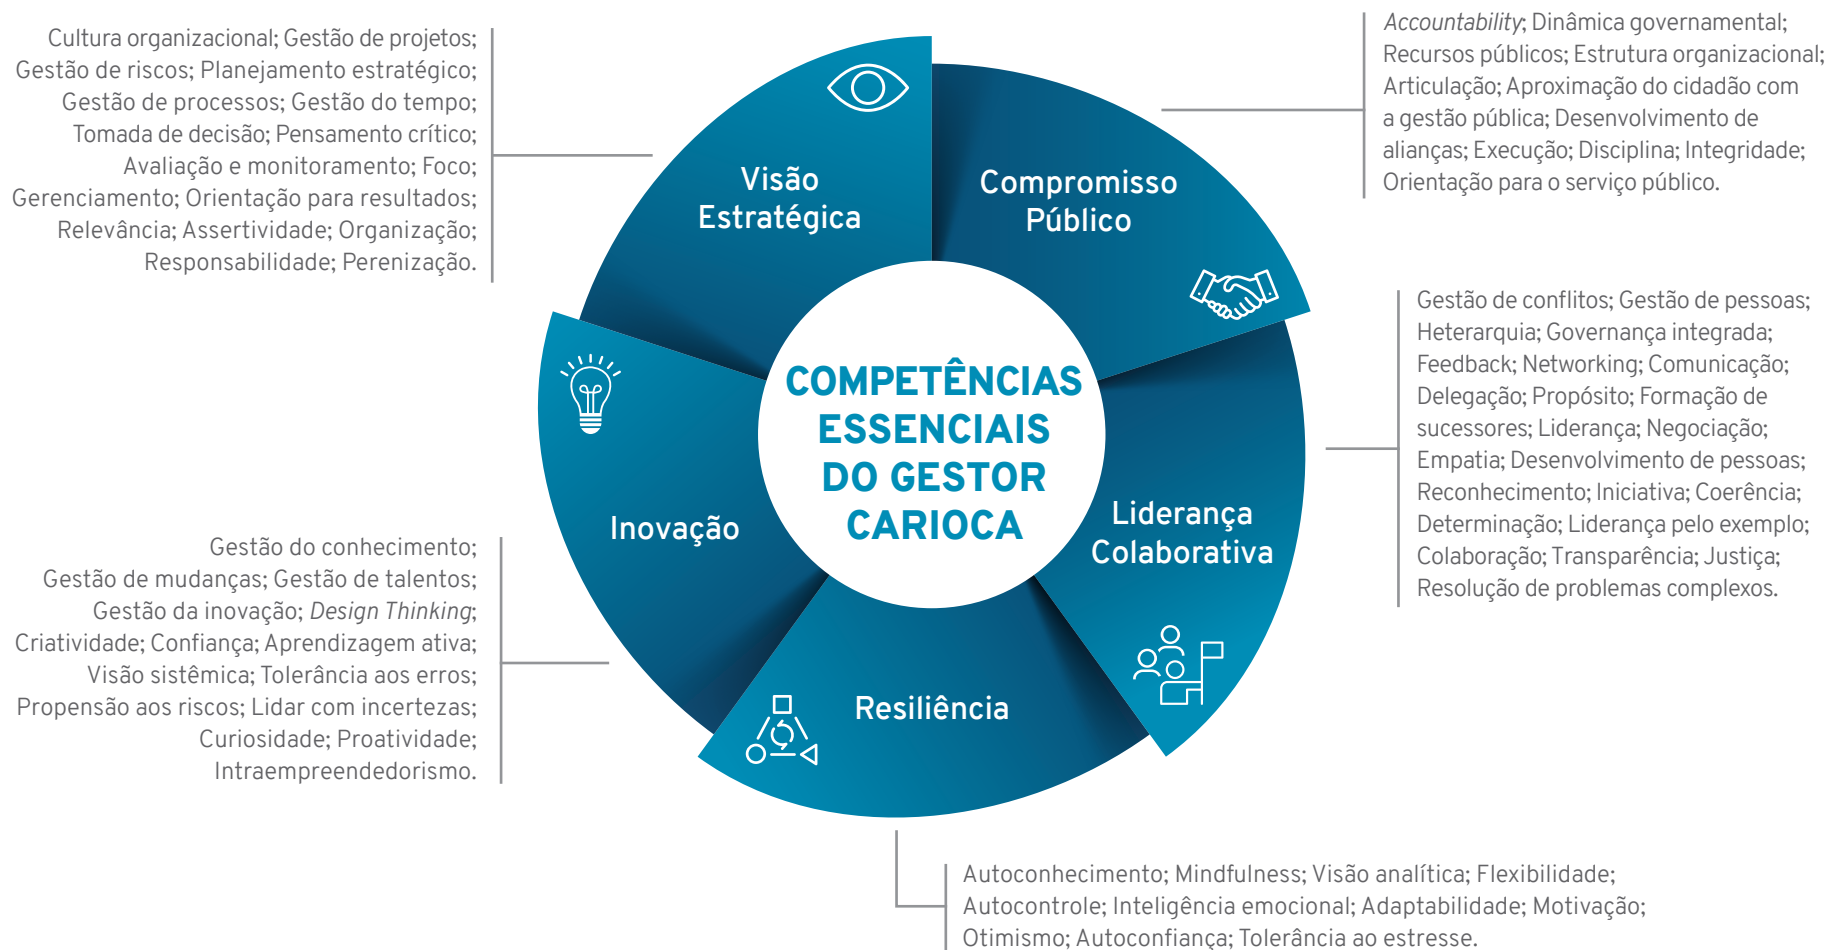 Cultura organizacional; Gestão de projetos;
Gestão de riscos; Planejamento estratégico;
Gestão de processos; Gestão do tempo;
Tomada de decisão; Pensamento crítico;
Avaliação e monitoramento; Foco;
Gerenciamento; Orientação para resultados;
Relevância; Assertividade; Organização;
Responsabilidade; Perenização.
Accountability; Dinâmica governamental;
Recursos públicos; Estrutura organizacional;
Articulação; Aproximação do cidadão com
a gestão pública; Desenvolvimento de
alianças; Execução; Disciplina; Integridade;
Orientação para o serviço público.
Visão
Estratégica
Compromisso
Público
Gestão de conflitos; Gestão de pessoas;
Heterarquia; Governança integrada;
Feedback; Networking; Comunicação;
Delegação; Propósito; Formação de
sucessores; Liderança; Negociação;
Empatia; Desenvolvimento de pessoas;
Reconhecimento; Iniciativa; Coerência;
Determinação; Liderança pelo exemplo;
Colaboração; Transparência; Justiça;
Resolução de problemas complexos.
COMPETÊNCIAS
ESSENCIAIS
DO GESTOR
CARIOCA
Inovação
Liderança
Colaborativa
Gestão do conhecimento;
Gestão de mudanças; Gestão de talentos;
Gestão da inovação; Design Thinking;
Criatividade; Confiança; Aprendizagem ativa;
Visão sistêmica; Tolerância aos erros;
Propensão aos riscos; Lidar com incertezas;
Curiosidade; Proatividade;
Intraempreendedorismo.
Resiliência
Autoconhecimento; Mindfulness; Visão analítica; Flexibilidade;
Autocontrole; Inteligência emocional; Adaptabilidade; Motivação;
Otimismo; Autoconfiança; Tolerância ao estresse.